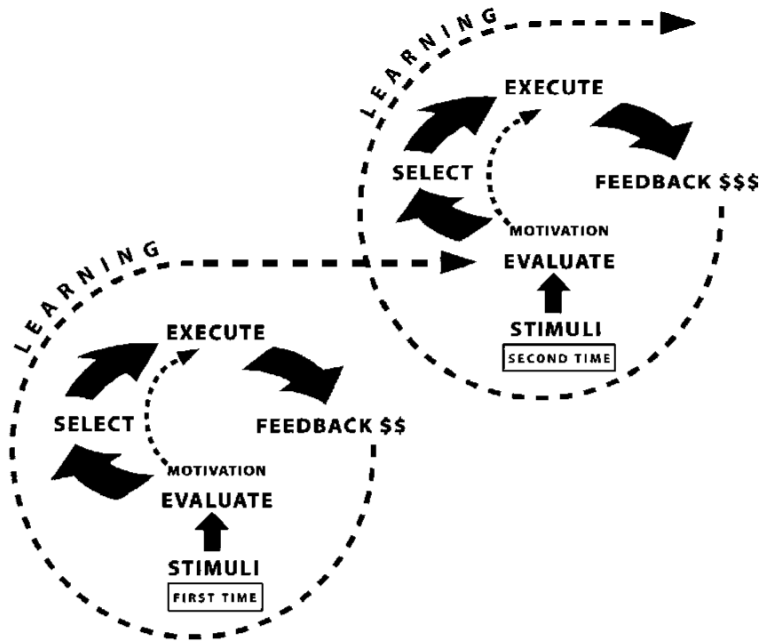 LEARNING
EXECUTE
SELECT
FEEDBACK $$$
MOTIVATION
EVALUATE
STIMULI
SECOND TIME
LEARNING
EXECUTE
SELECT
FEEDBACK $$
MOTIVATION
EVALUATE
STIMULI
FIRST TIME